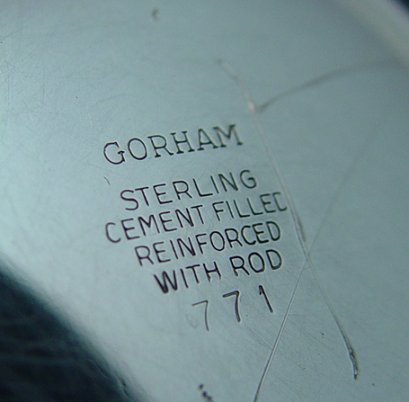 GORHAM
STERLING
CEMENT FILLED
REINFORCED
WITH ROD
771